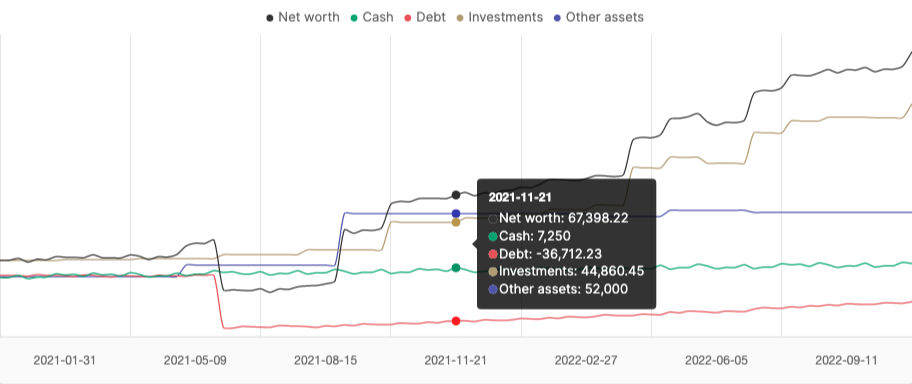 Net worth Cash Debt Investments Other assets
2021-11-21
Net worth: 67,398.22
Cash: 7,250
Debt: -36,712.23
Investments: 44,860.45
Other assets: 52,000
2021-01-31 2021-05-09 2021-08-15 2021-11-21 2022-02-27 2022-06-05 2022-09-11